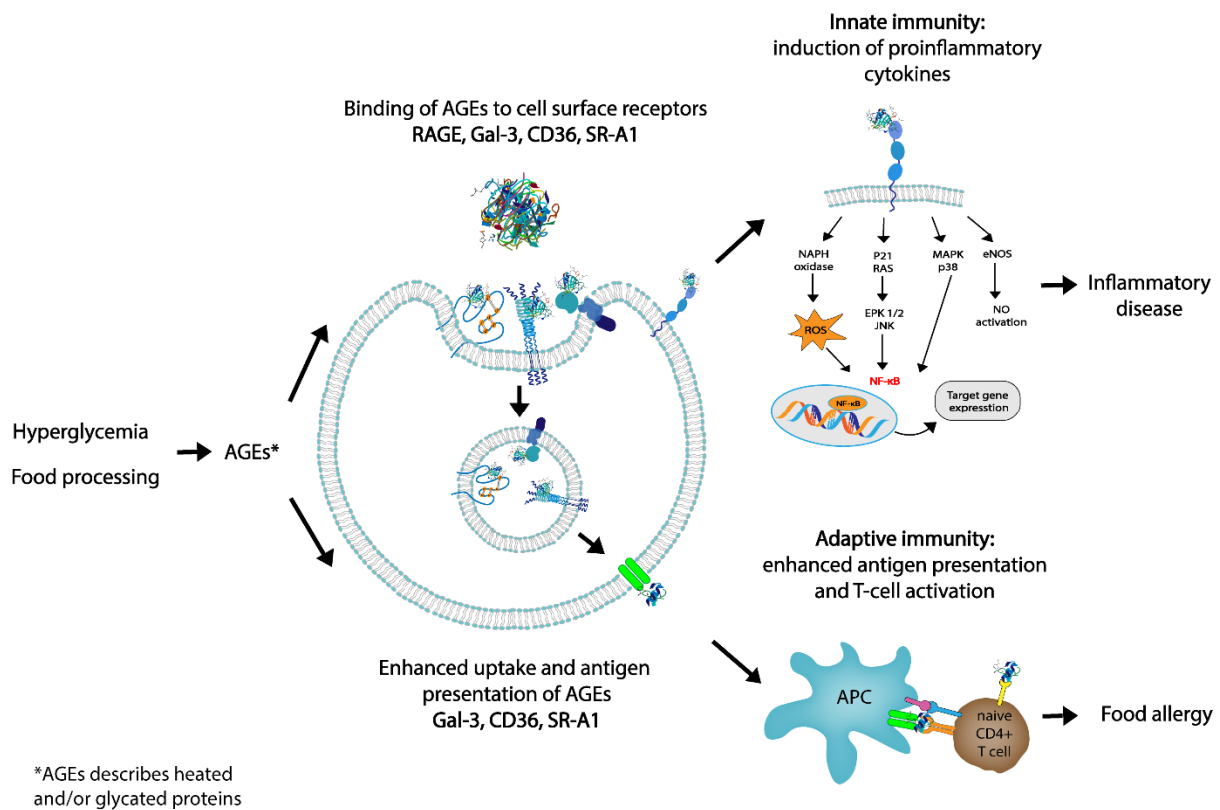 Innate immunity:
induction of proinflammatory
cytokines
Binding of AGEs to cell surface receptors
RAGE, Gal-3, CD36, SR-A1
NAPH
oxidase
P21
RAS
MAPK
p38
eNOS
ROS
EPK 1/2
JNK
NO
activation
Inflammatory
disease
NF-κB
NF-κB
Target gene
expresstion
Hyperglycemia
Food processing
AGEs*
Adaptive immunity:
enhanced antigen presentation
and T-cell activation
Enhanced uptake and antigen
presentation of AGEs
Gal-3, CD36, SR-A1
APC
naive
CD4+
T cell
Food allergy
*AGEs describes heated
and/or glycated proteins